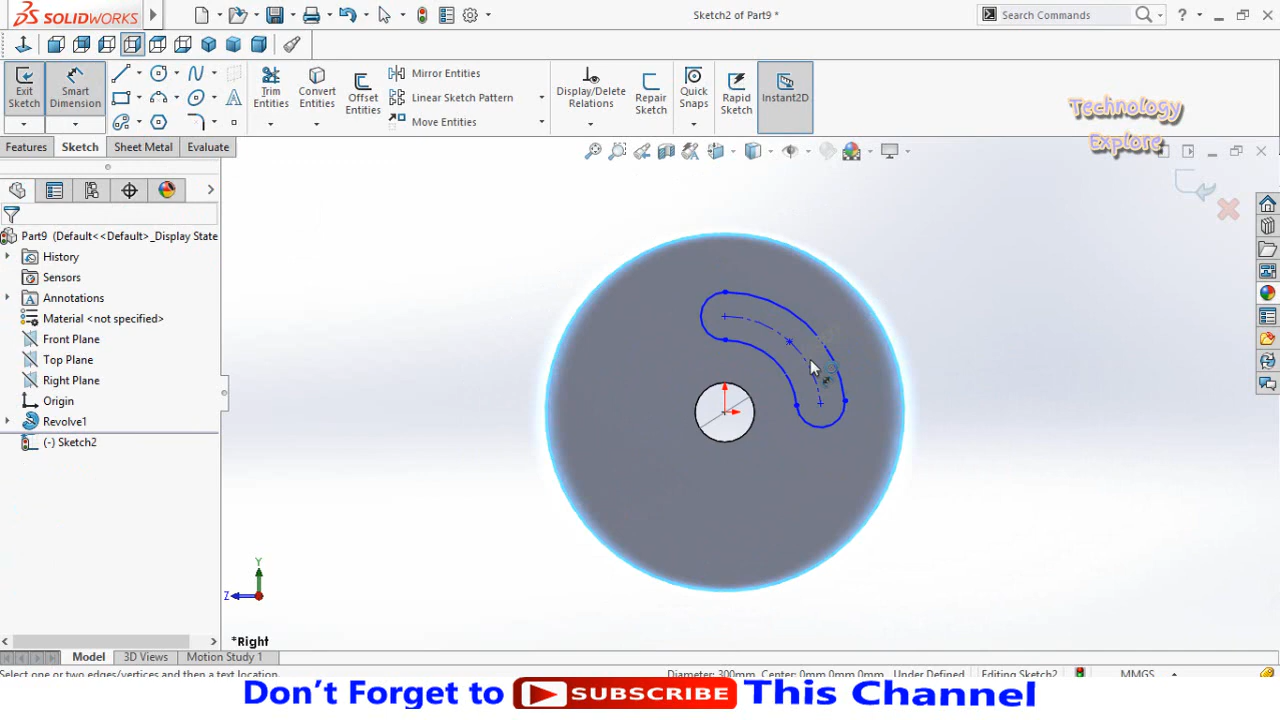 SOLIDWORKS
Sketch2 of Part9 *
Search Commands
Exit Sketch
Smart Dimension
Trim Entities
Convert Entities
Offset Entities
Mirror Entities
Linear Sketch Pattern
Move Entities
Display/Delete Relations
Repair Sketch
Quick Snaps
Rapid Sketch
Instant2D
Technology
Explore
Features
Sketch
Sheet Metal
Evaluate
Part9 (Default<<Default>_Display State
History
Sensors
Annotations
Material <not specified>
Front Plane
Top Plane
Right Plane
Origin
Revolve1
(-) Sketch2
Y
Z
*Right
Model
3D Views
Motion Study 1
Select one or two edges/vertices and then a text location.
Diameter: 300mm Center: 0mm 0mm 0mm
Under Defined
Editing Sketch2
MMGS
Don't Forget to SUBSCRIBE This Channel